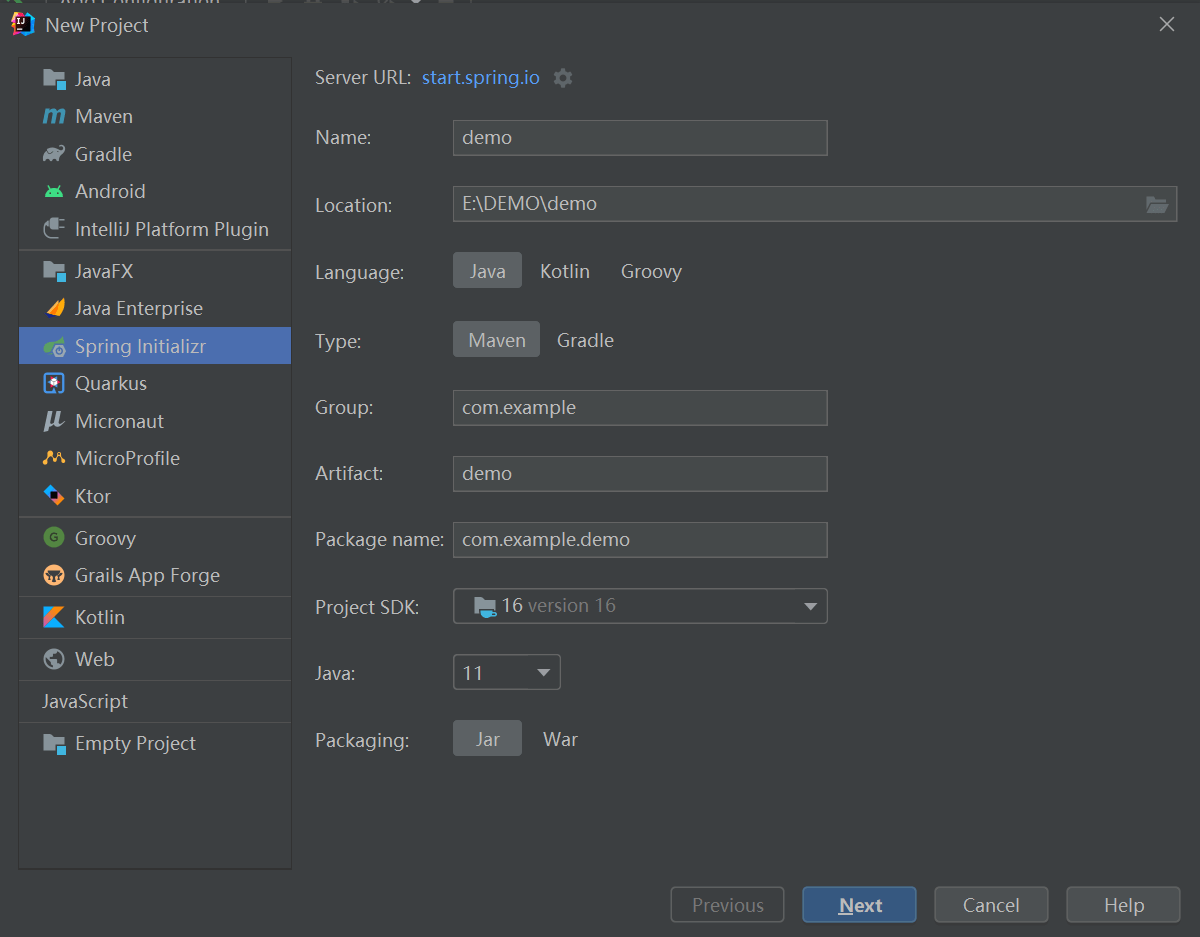 New Project
Java
Maven
Gradle
Android
IntelliJ Platform Plugin
JavaFX
Java Enterprise
Spring Initializr
Quarkus
Micronaut
MicroProfile
Ktor
Groovy
Grails App Forge
Kotlin
Web
JavaScript
Empty Project
Server URL: start.spring.io
Name: demo
Location: E:\DEMO\demo
Language: Java Kotlin Groovy
Type: Maven Gradle
Group: com.example
Artifact: demo
Package name: com.example.demo
Project SDK: 16 version 16
Java: 11
Packaging: Jar War
Previous Next Cancel Help